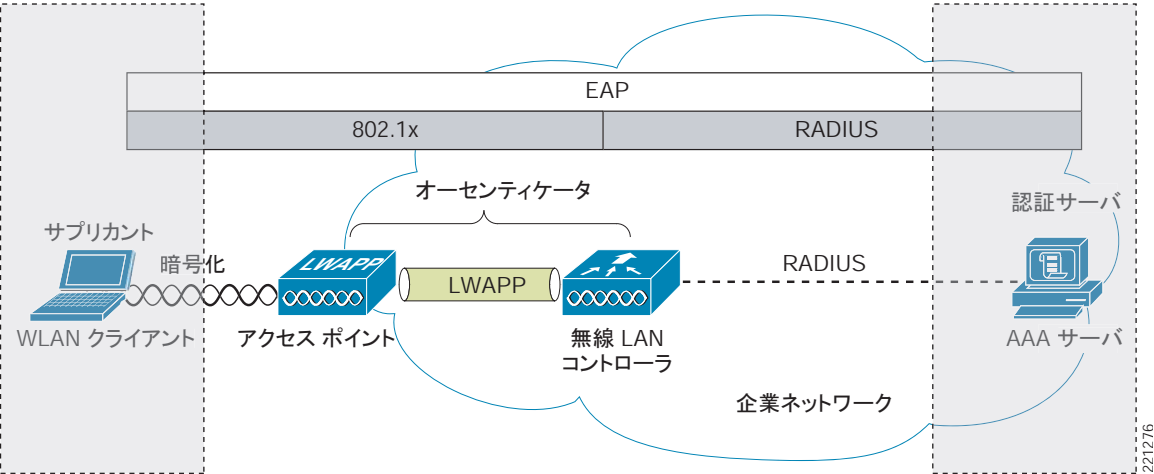 EAP
802.1x
RADIUS
オーセンティケータ
サプリカント
認証サーバ
暗号化
LWAPP
LWAPP
RADIUS
WLAN クライアント
アクセス ポイント
無線 LAN
コントローラ
AAA サーバ
企業ネットワーク
221276